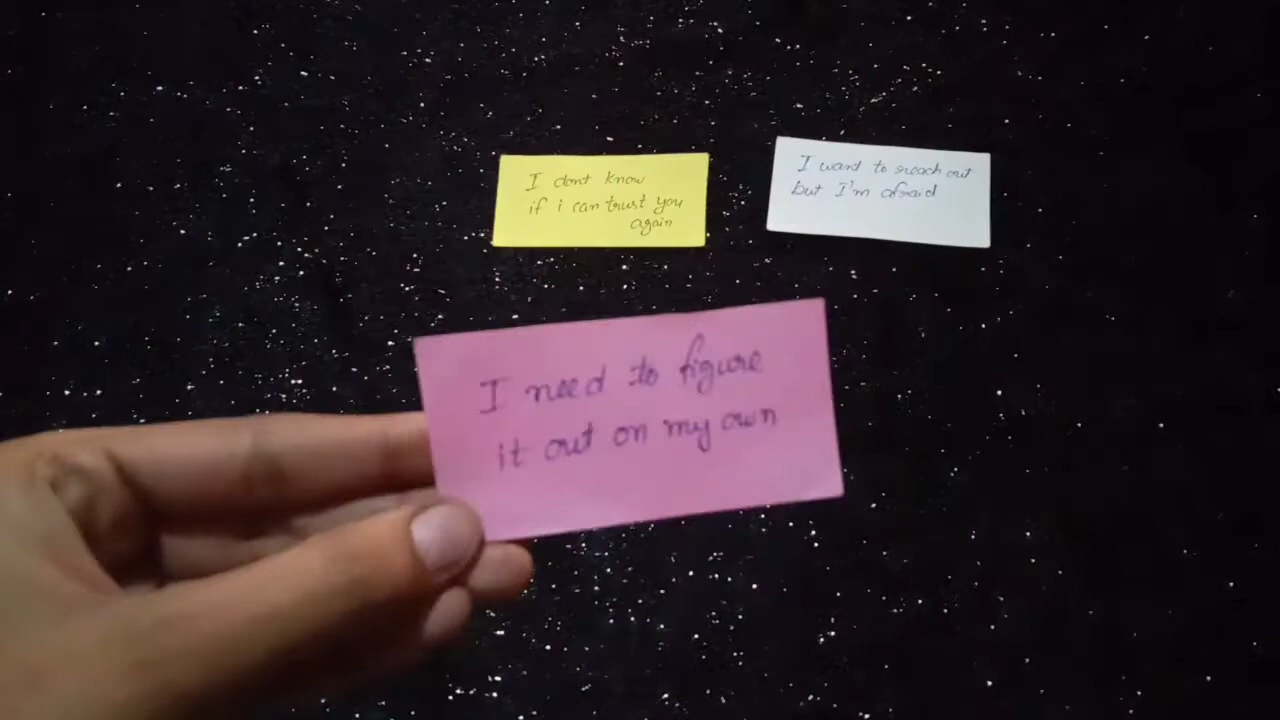 I dont know
if i can trust you
again
I want to reach out
but I'm afraid
I need to figure
it out on my own